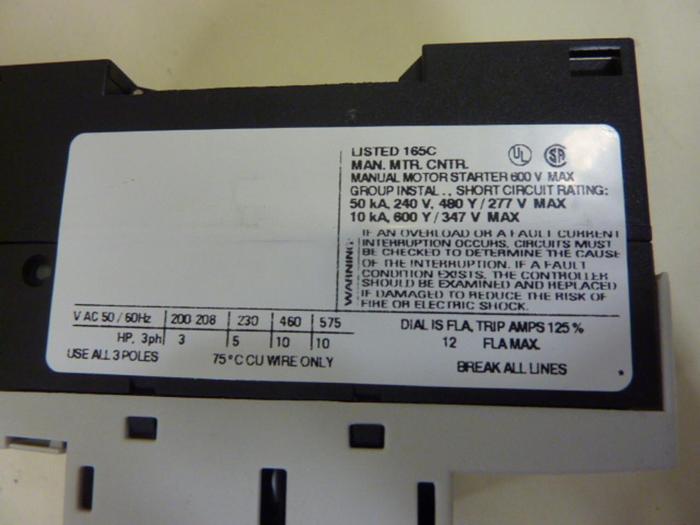 LISTED 165C
UL SA
MAN. MTR. CNTR.
MANUAL MOTOR STARTER 600 V MAX
GROUP INSTAL ., SHORT CIRCUIT RATING:
50 kA, 240 V, 480 Y/277 V MAX
10 kA, 600 Y/347 V MAX
WARNING:
IF AN OVERLOAD OR A FAULT CURRENT
INTERRUPTION OCCURS, CIRCUITS MUST
BE CHECKED TO DETERMINE THE CAUSE
OF THE INTERRUPTION. IF A FAULT
CONDITION EXISTS, THE CONTROLLER
SHOULD BE EXAMINED AND REPLACED
IF DAMAGED TO REDUCE THE RISK OF
FIRE OR ELECTRIC SHOCK.
V AC 50 / 60Hz 200 208 230 460 575
HP, 3ph 3 5 10 10
USE ALL 3 POLES 75°C CU WIRE ONLY
DIAL IS FLA, TRIP AMPS 125 %
12 FLA MAX.
BREAK ALL LINES